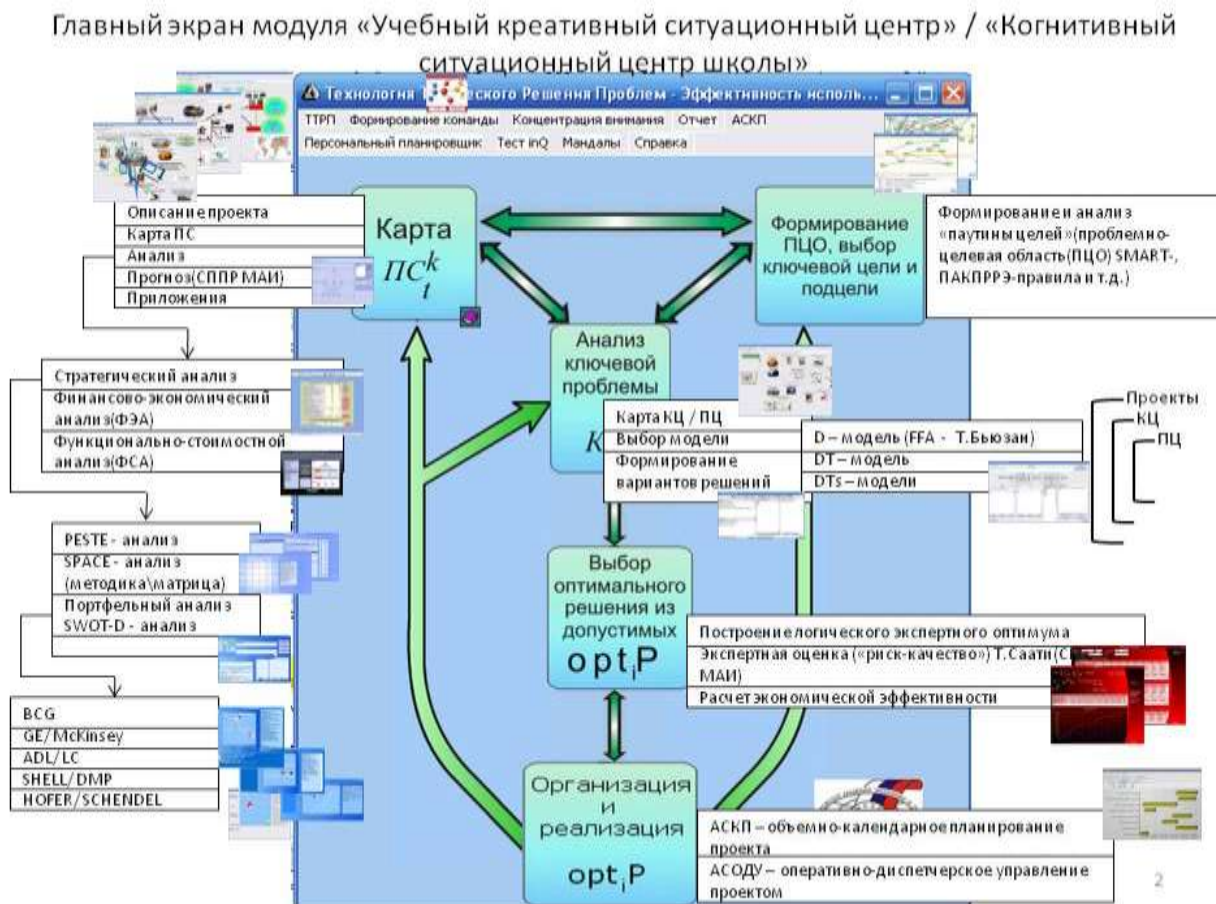 Главный экран модуля «Учебный креативный ситуационный центр» / «Когнитивный
ситуационный центр школы»
Технология ского Решения Проблем - Эффективность исполь...
ТТРП Формирование команды Концентрация внимания Отчет АСКП
Персональный планировщик Тест inQ Мандалы Справка
Описание проекта
Карта ПС
Анализ
Прогноз(СППР МАИ)
Приложения
Карта
ПС k t
Формирование
ПЦО, выбор
ключевой цели и
подцели
Формирование и анализ
«паутины целей»(проблемно-
целевая область(ПЦО) SMART-,
ПАКПРРЭ-правила и т.д.)
Анализ
ключевой
проблемы
К
Стратегический анализ
Финансово-экономический
анализ(ФЭА)
Функционально-стоимостной
анализ(ФСА)
Карта КЦ / ПЦ
Выбор модели
Формирование
вариантов решений
D – модель (FFA - Т.Бьюзан)
DT – модель
DTs – модели
Проекты
КЦ
ПЦ
PESTE - анализ
SPACE - анализ
(методика\матрица)
Портфельный анализ
SWOT-D - анализ
Выбор
оптимального
решения из
допустимых
optiP
Построение логического экспертного оптимума
Экспертная оценка («риск-качество») Т.Саати(С
МАИ)
Расчет экономической эффективности
BCG
GE/McKinsey
ADL/LC
SHELL/DMP
HOFER/SCHENDEL
Организация
и
реализация
optiP
АСКП – объемно-календарное планирование
проекта
АСОДУ – оперативно-диспетчерское управление
проектом
2